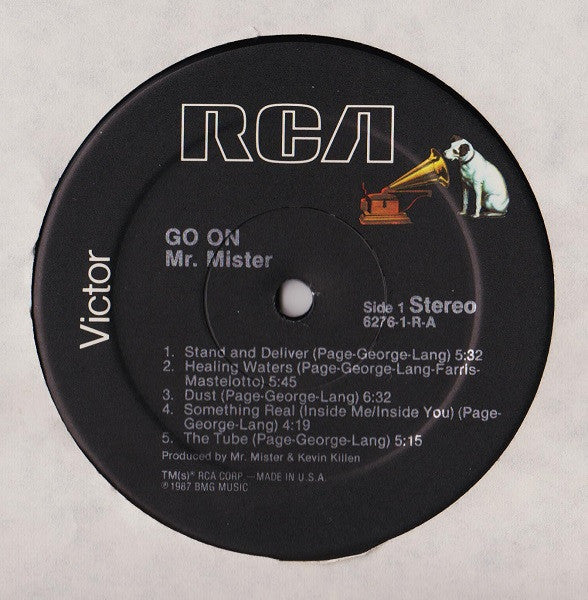 RCA
Victor
GO ON
Mr. Mister
Side 1 Stereo
6276-1-R-A
1. Stand and Deliver (Page-George-Lang) 5:32
2. Healing Waters (Page-George-Lang-Farris-
Mastelotto) 5:45
3. Dust (Page-George-Lang) 6:32
4. Something Real (Inside Me/Inside You) (Page-
George-Lang) 4:19
5. The Tube (Page-George-Lang) 5:15
Produced by Mr. Mister & Kevin Killen
TM(s)® RCA CORP.—MADE IN U.S.A.
℗ 1987 BMG MUSIC